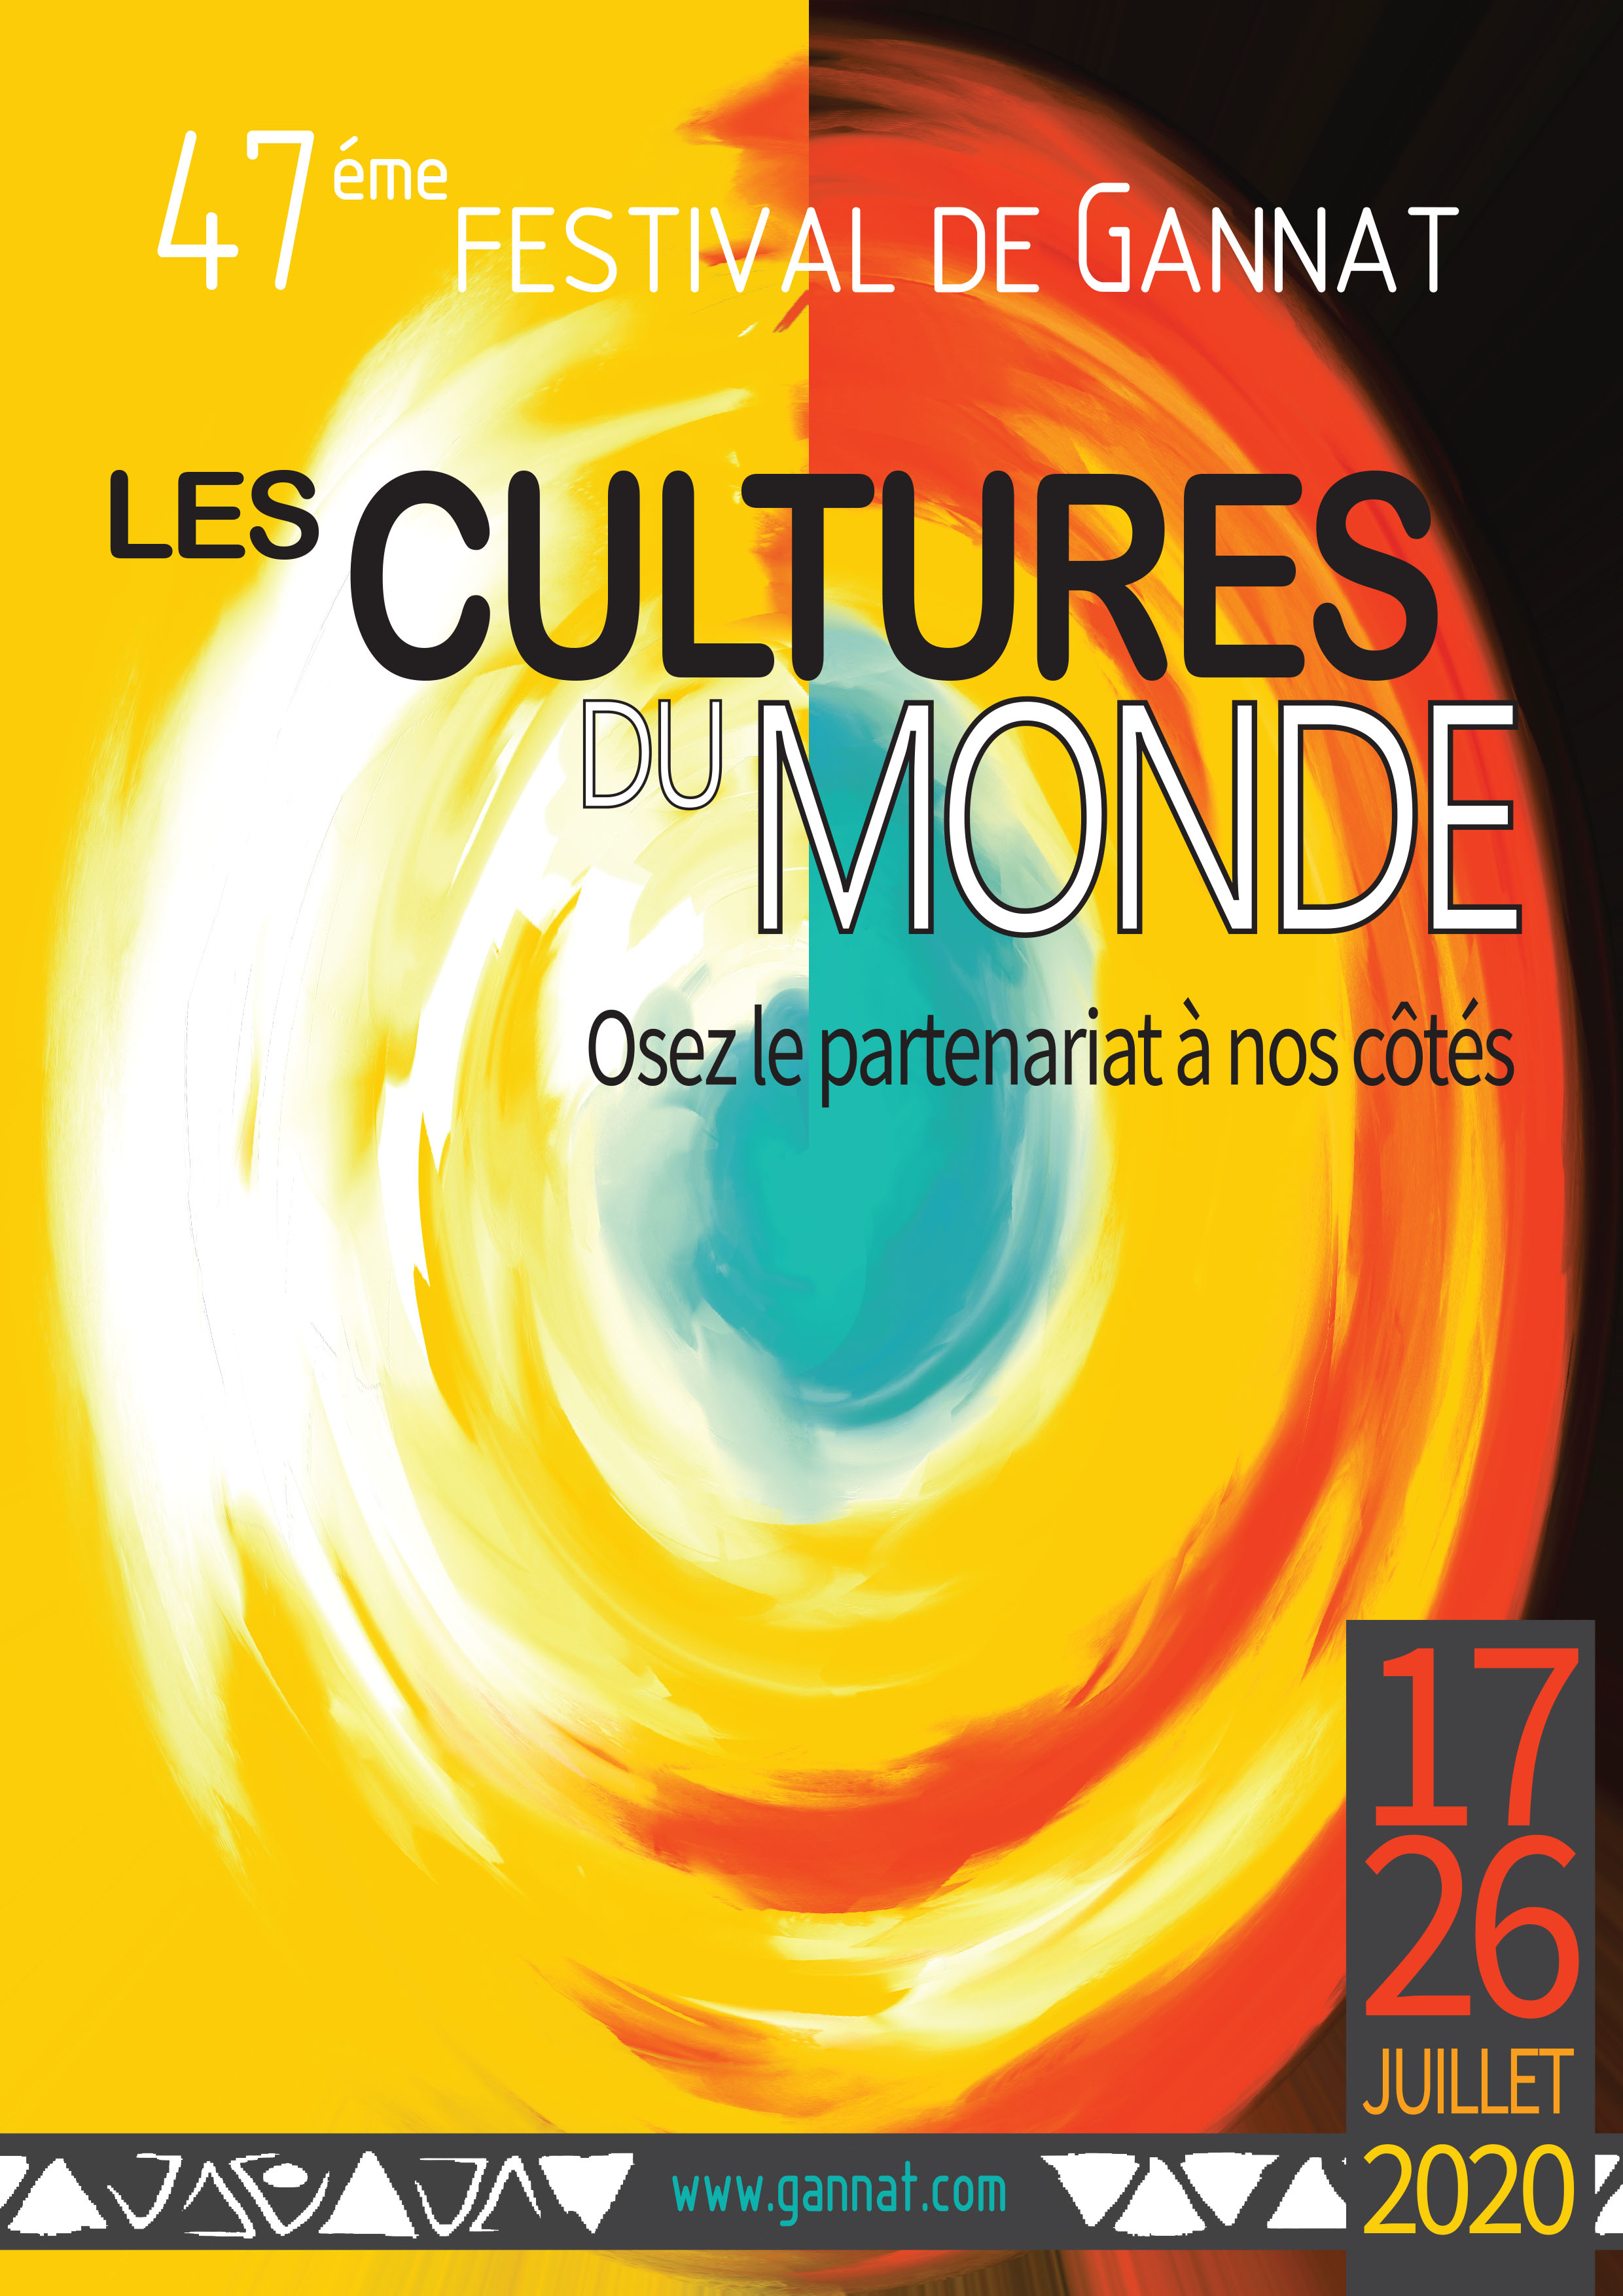 47éme FESTIVAL DE GANNAT
LES CULTURES
DU MONDE
Osez le partenariat à nos côtés
17
26
JUILLET
2020
www.gannat.com